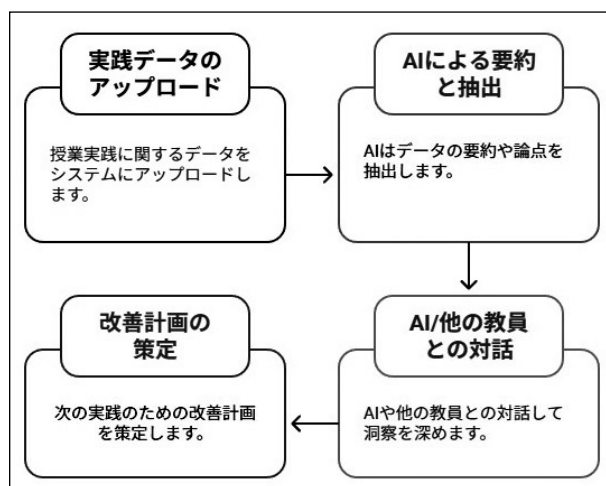 実践データの
アップロード
授業実践に関するデータを
システムにアップロードし
ます。
AIによる要約
と抽出
AIはデータの要約や論点を
抽出します。
AI/他の教員
との対話
AIや他の教員との対話して
洞察を深めます。
改善計画の
策定
次の実践のための改善計画
を策定します。